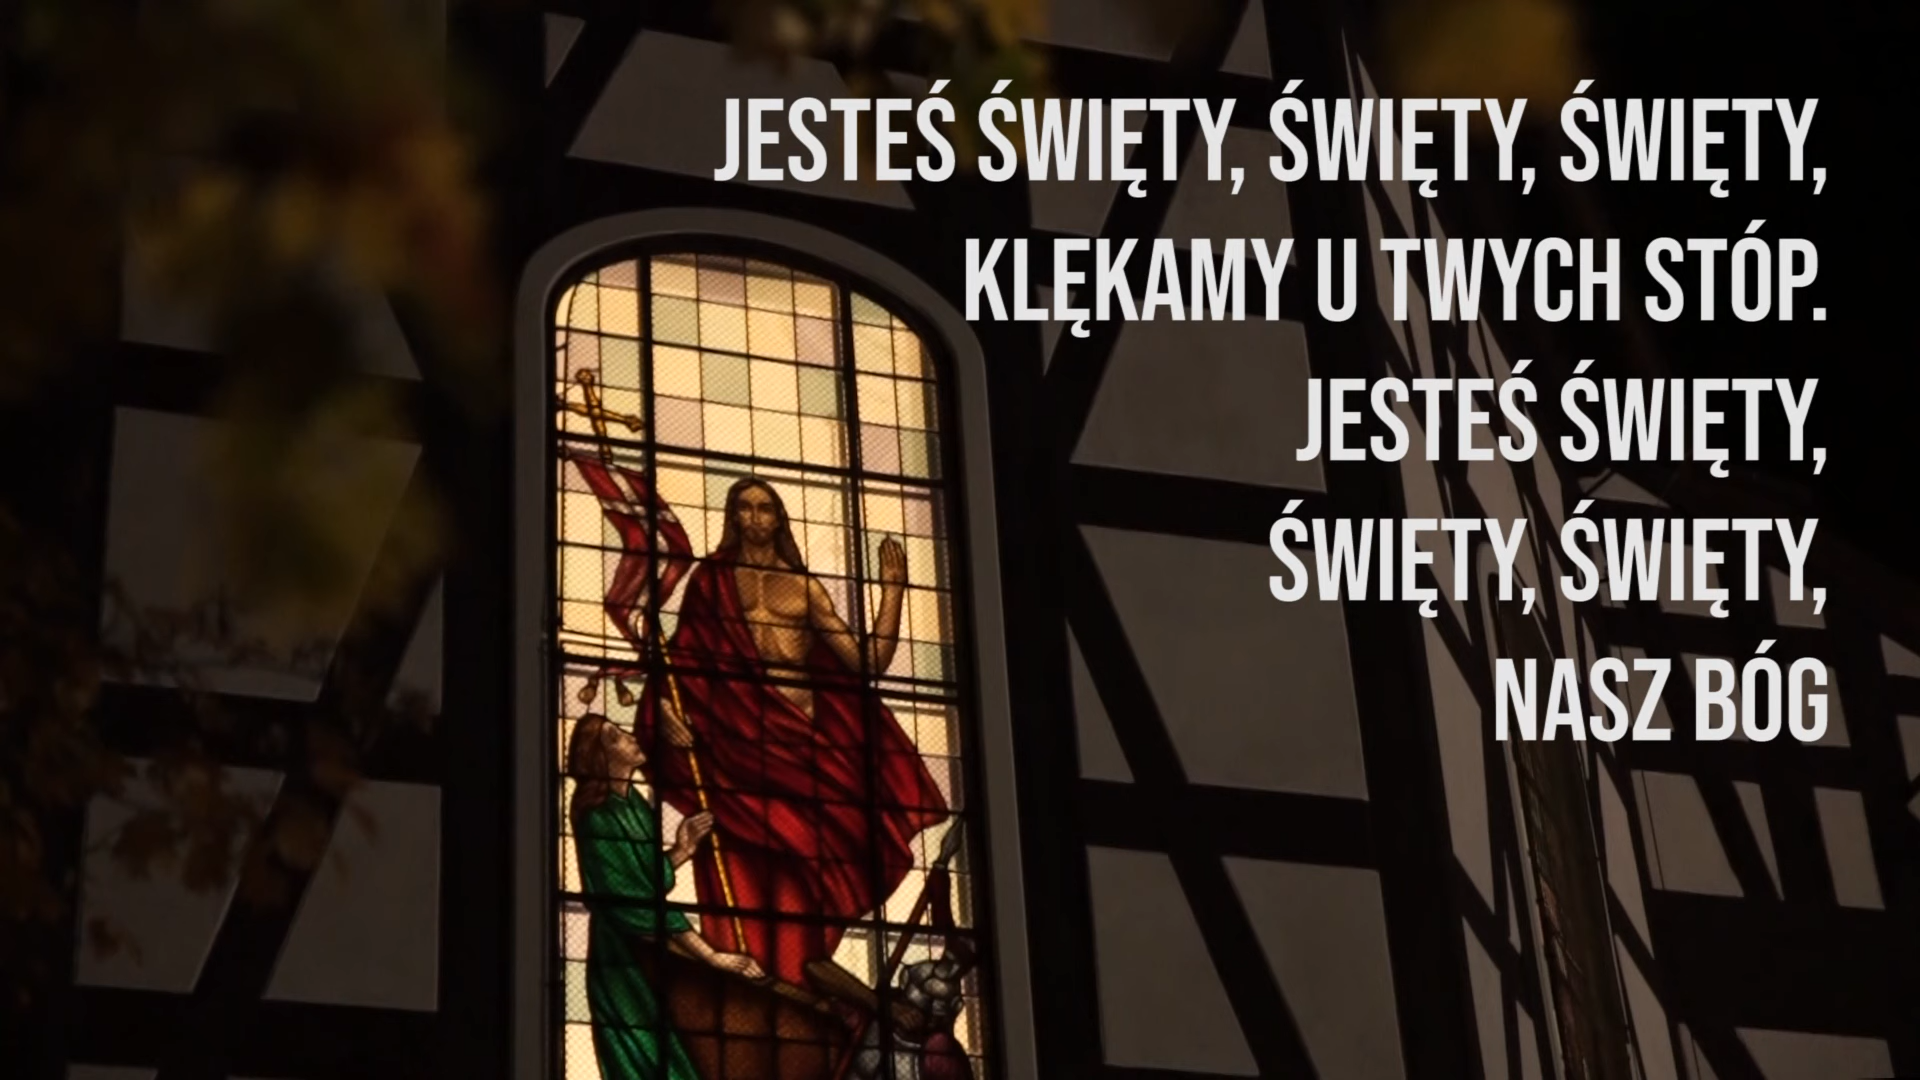 JESTEŚ ŚWIĘTY, ŚWIĘTY, ŚWIĘTY,
KLĘKAMY U TWYCH STÓP.
JESTEŚ ŚWIĘTY,
ŚWIĘTY, ŚWIĘTY,
NASZ BÓG